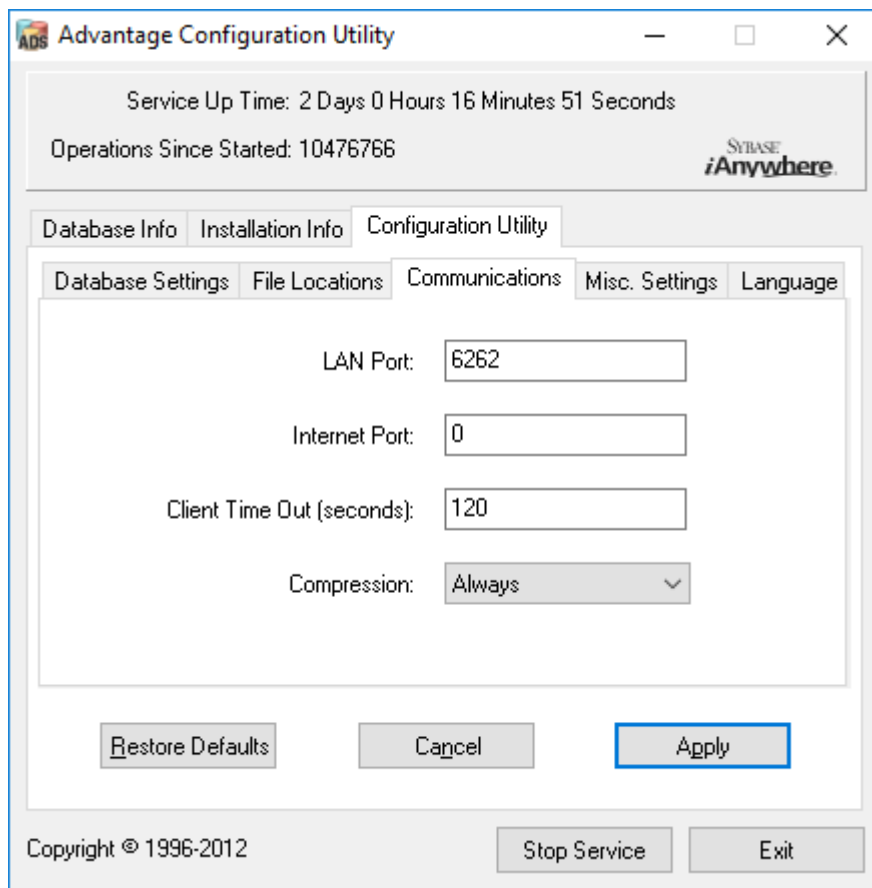 ADS Advantage Configuration Utility
Service Up Time: 2 Days 0 Hours 16 Minutes 51 Seconds
Operations Since Started: 10476766
SYBASE
iAnywhere.
Database Info Installation Info Configuration Utility
Database Settings File Locations Communications Misc. Settings Language
LAN Port: 6262
Internet Port: 0
Client Time Out (seconds): 120
Compression: Always
Restore Defaults Cancel Apply
Copyright © 1996-2012 Stop Service Exit